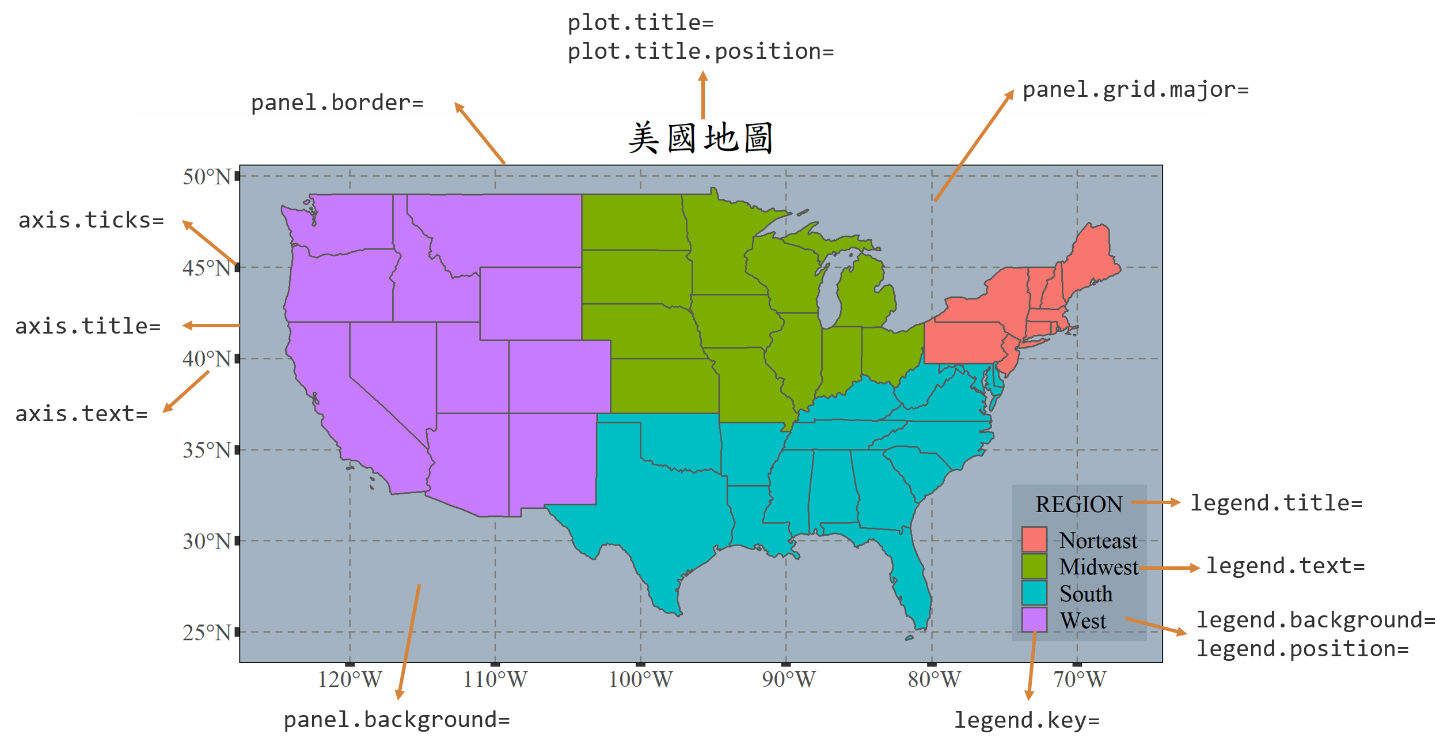 plot.title=
plot.title.position=
panel.border=
panel.grid.major=
美國地圖
50°N
axis.ticks=
45°N
axis.title=
40°N
axis.text=
35°N
REGION
legend.title=
30°N
Norteast
Midwest
legend.text=
South
West
legend.background=
legend.position=
25°N
120°W
110°W
100°W
90°W
80°W
70°W
panel.background=
legend.key=